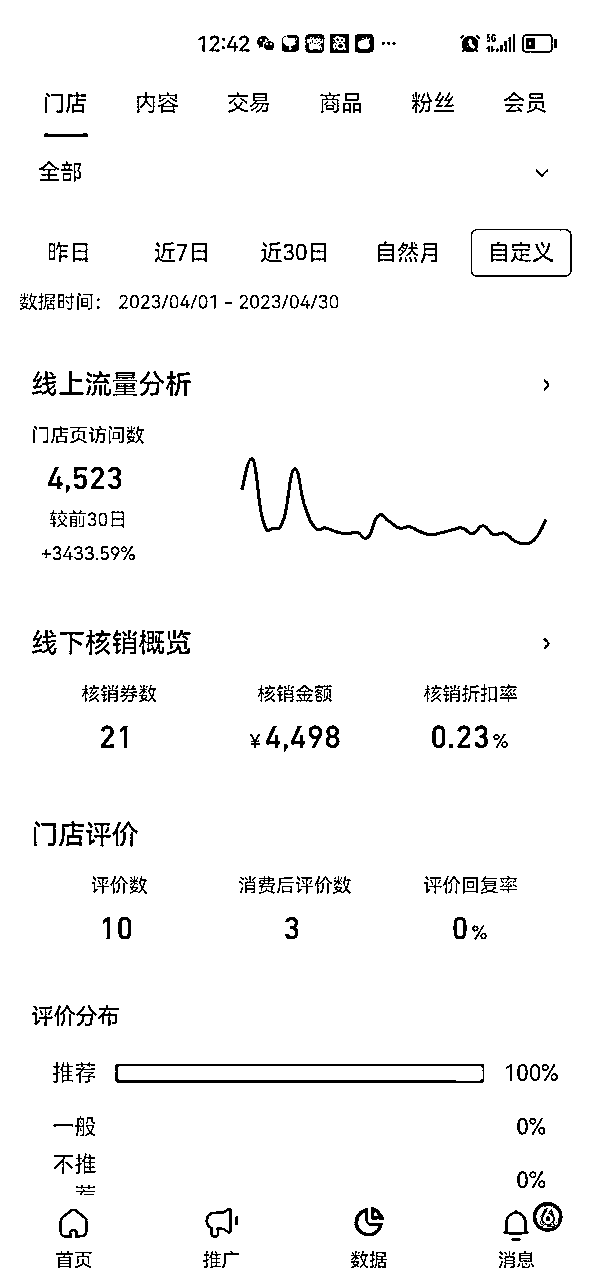 12:42 ··· 5G
门店 内容 交易 商品 粉丝 会员
全部
昨日 近7日 近30日 自然月 自定义
数据时间： 2023/04/01 - 2023/04/30
线上流量分析
门店页访问数
4,523
较前30日
+3433.59%
线下核销概览
核销券数 核销金额 核销折扣率
21 ¥4,498 0.23%
门店评价
评价数 消费后评价数 评价回复率
10 3 0%
评价分布
推荐 100%
一般 0%
不推
荐 0%
首页 推广 数据 消息